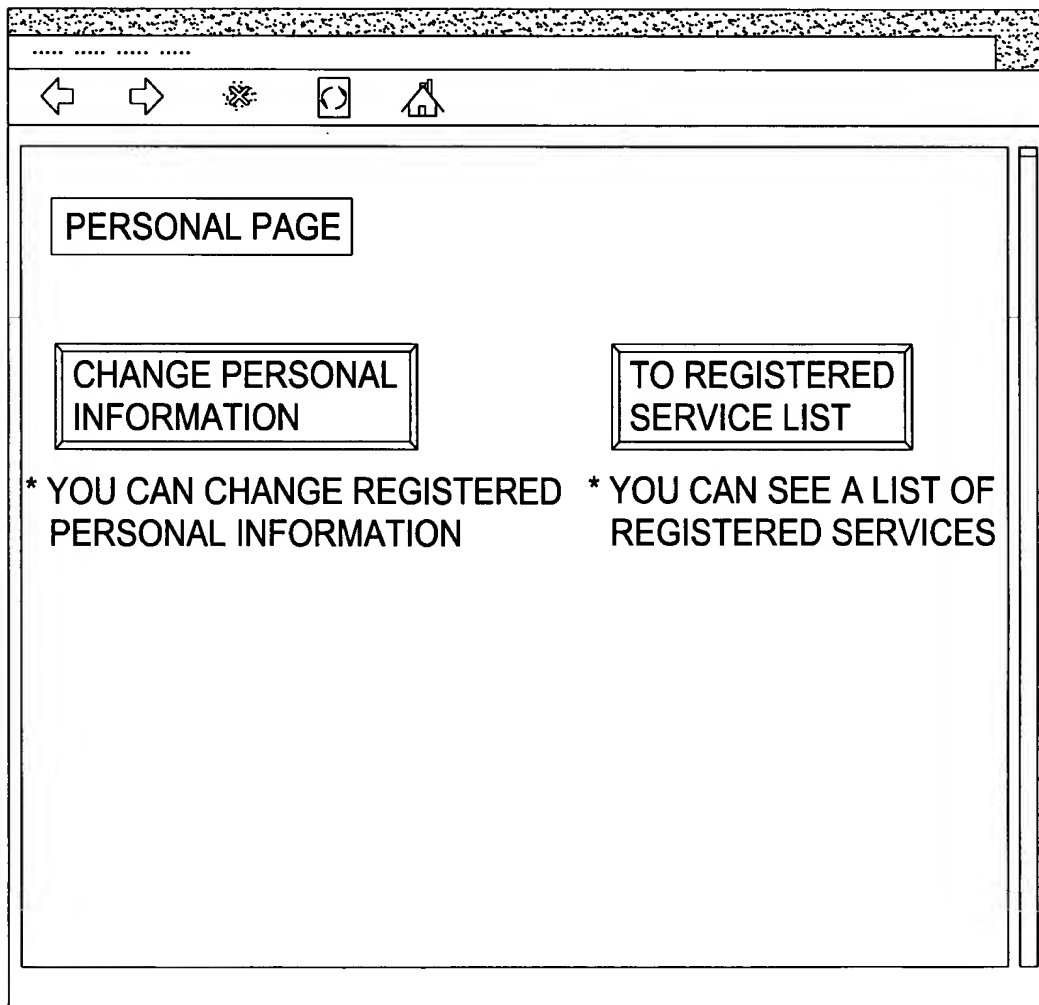 PERSONAL PAGE
CHANGE PERSONAL
INFORMATION
* YOU CAN CHANGE REGISTERED
PERSONAL INFORMATION
TO REGISTERED
SERVICE LIST
* YOU CAN SEE A LIST OF
REGISTERED SERVICES